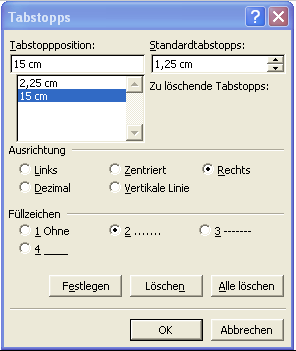 Tabstopps
Tabstoppposition: Standardtabstopps:
15 cm 1,25 cm
2,25 cm Zu löschende Tabstopps:
15 cm
Ausrichtung
Links Zentriert Rechts
Dezimal Vertikale Linie
Füllzeichen
1 Ohne 2 ....... 3 -------
4 ____
Festlegen Löschen Alle löschen
OK Abbrechen